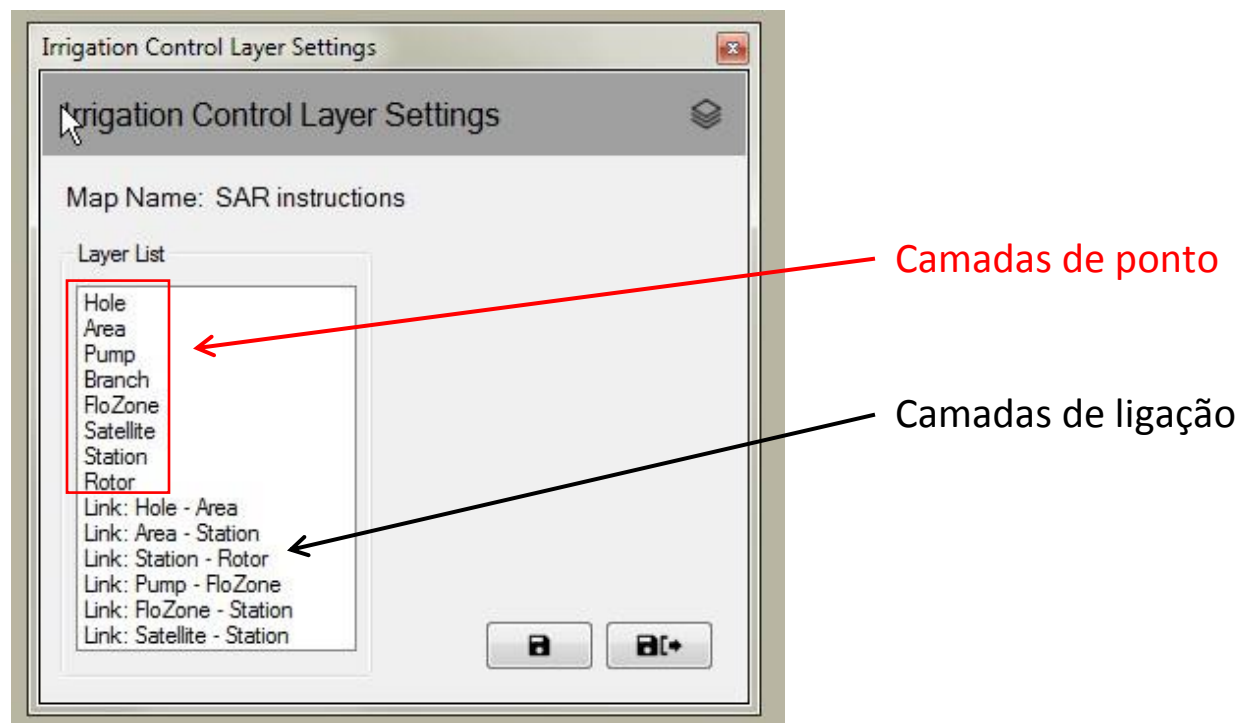 Irrigation Control Layer Settings
Irrigation Control Layer Settings
Map Name: SAR instructions
Layer List
Hole
Area
Pump
Branch
FloZone
Satellite
Station
Rotor
Link: Hole - Area
Link: Area - Station
Link: Station - Rotor
Link: Pump - FloZone
Link: FloZone - Station
Link: Satellite - Station
Camadas de ponto
Camadas de ligação